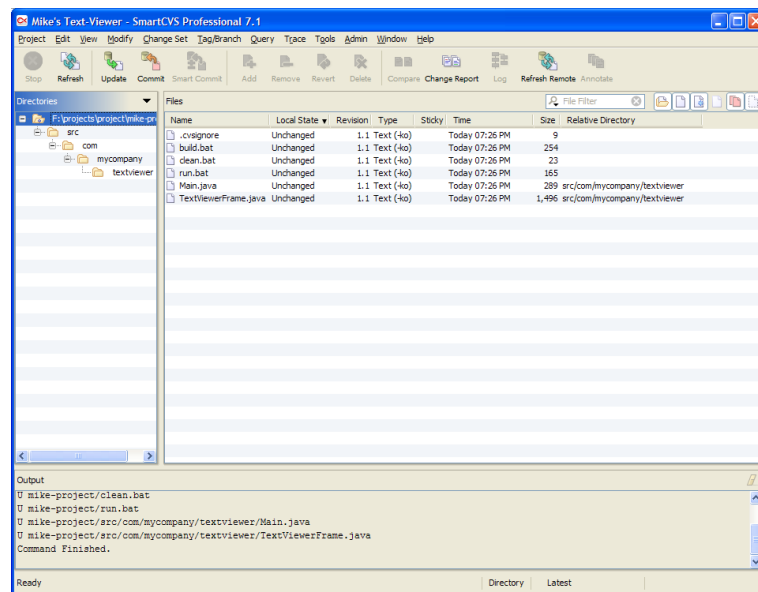 Mike's Text-Viewer - SmartCVS Professional 7.1
Project Edit View Modify Change Set Tag/Branch Query Trace Tools Admin Window Help
Stop Refresh Update Commit Smart Commit Add Remove Revert Delete Compare Change Report Log Refresh Remote Annotate
Directories
F:\projects\project\mike-pr
src
com
mycompany
textviewer
Files File Filter
Name Local State Revision Type Sticky Time Size Relative Directory
.cvsignore Unchanged 1.1 Text (-ko) Today 07:26 PM 9
build.bat Unchanged 1.1 Text (-ko) Today 07:26 PM 254
clean.bat Unchanged 1.1 Text (-ko) Today 07:26 PM 23
run.bat Unchanged 1.1 Text (-ko) Today 07:26 PM 165
Main.java Unchanged 1.1 Text (-ko) Today 07:26 PM 289 src/com/mycompany/textviewer
TextViewerFrame.java Unchanged 1.1 Text (-ko) Today 07:26 PM 1,496 src/com/mycompany/textviewer
Output
U mike-project/clean.bat
U mike-project/run.bat
U mike-project/src/com/mycompany/textviewer/Main.java
U mike-project/src/com/mycompany/textviewer/TextViewerFrame.java
Command Finished.
Ready Directory Latest